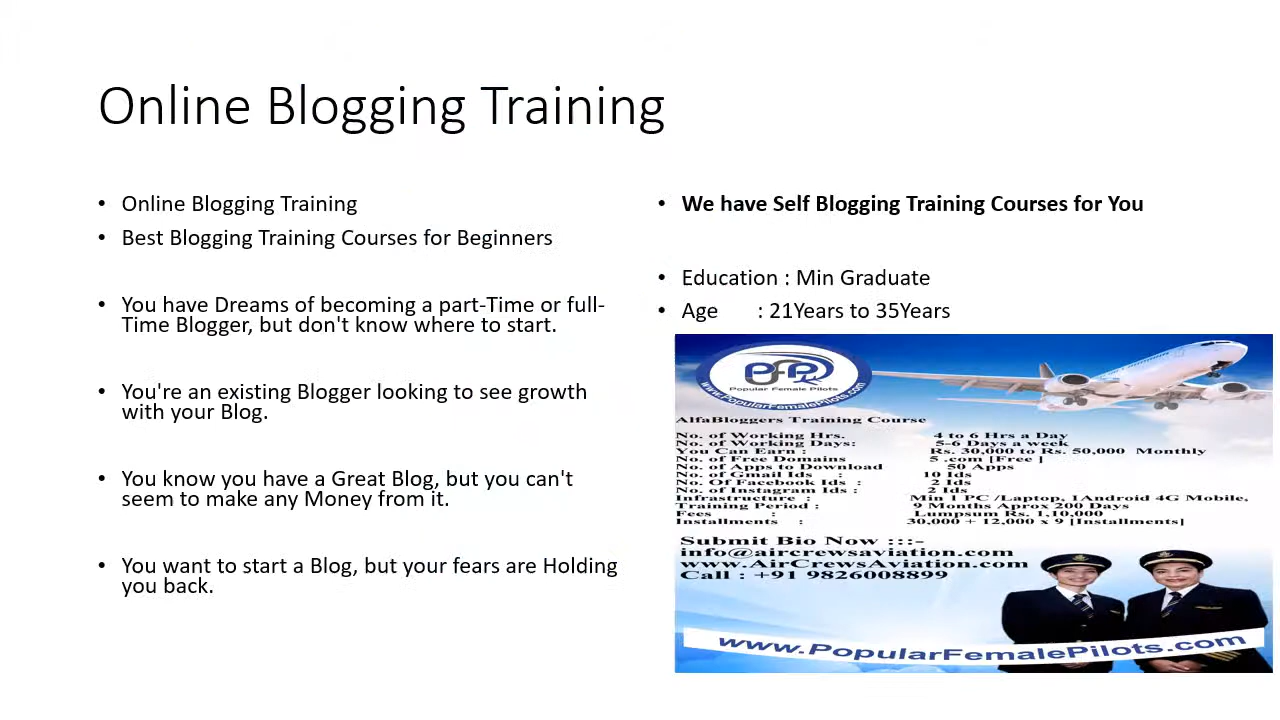 Online Blogging Training
• Online Blogging Training
• Best Blogging Training Courses for Beginners
• You have Dreams of becoming a part-Time or full-
Time Blogger, but don't know where to start.
• You're an existing Blogger looking to see growth
with your Blog.
• You know you have a Great Blog, but you can't
seem to make any Money from it.
• You want to start a Blog, but your fears are Holding
you back.
• We have Self Blogging Training Courses for You
• Education : Min Graduate
• Age : 21Years to 35Years
PFP
Popular Female Pilots
www.PopularFemalePilots.com
AlfaBloggers Training Course
No. of Working Hrs. 4 to 6 Hrs a Day
No. of Working Days: 5-6 Days a week
You Can Earn : Rs. 30,000 to Rs. 50,000 Monthly
No. of Free Domains 5 .com [Free ]
No. of Apps to Download 50 Apps
No. of Gmail Ids : 10 Ids
No. Of Facebook Ids : 2 Ids
No. of Instagram Ids : 2 Ids
Infrastructure : Min 1 PC /Laptop, 1Android 4G Mobile,
Training Period : 9 Months Aprox 200 Days
Fees : Lumpsum Rs. 1,10,000
Installments : 30,000 + 12,000 x 9 [Installments]
Submit Bio Now :::-
info@aircrewsaviation.com
www.AirCrewsAviation.com
Call : +91 9826008899
www.PopularFemalePilots.com